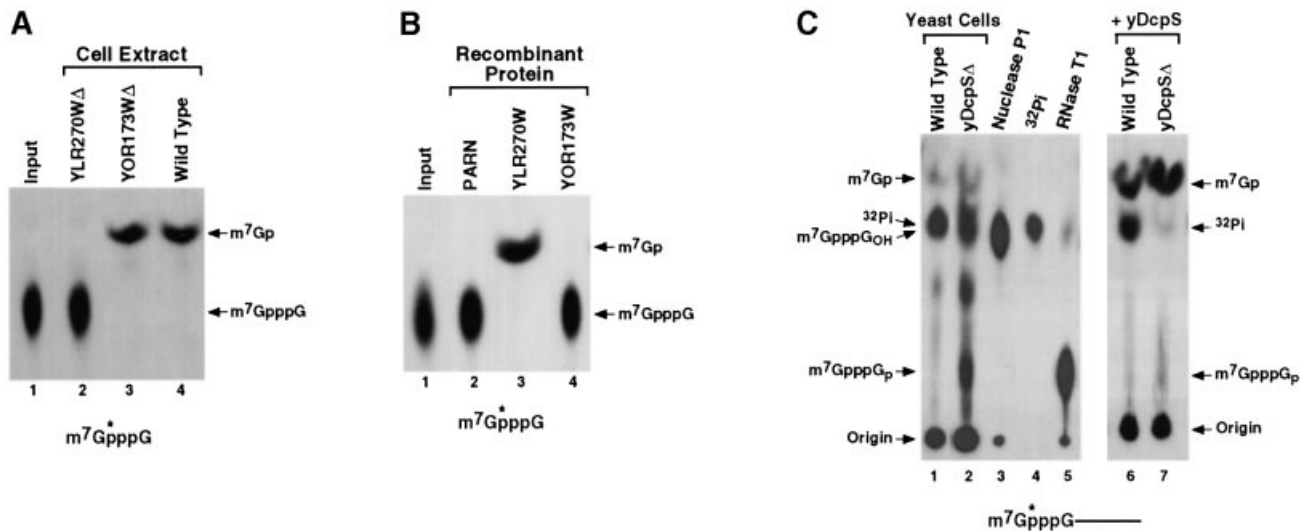 A
Cell Extract
Input
YLR270WΔ
YOR173WΔ
Wild Type
m⁷Gp
m⁷GpppG
1 2 3 4
*
m⁷GpppG
B
Recombinant
Protein
Input
PARN
YLR270W
YOR173W
m⁷Gp
m⁷GpppG
1 2 3 4
*
m⁷GpppG
C
Yeast Cells
Wild Type
yDcpSΔ
Nuclease P1
32Pi
RNase T1
m⁷Gp
³²Pi
m⁷GpppG_OH
m⁷GpppGp
Origin
1 2 3 4 5
+ yDcpS
Wild Type
yDcpSΔ
m⁷Gp
³²Pi
m⁷GpppGp
Origin
6 7
*
m⁷GpppG